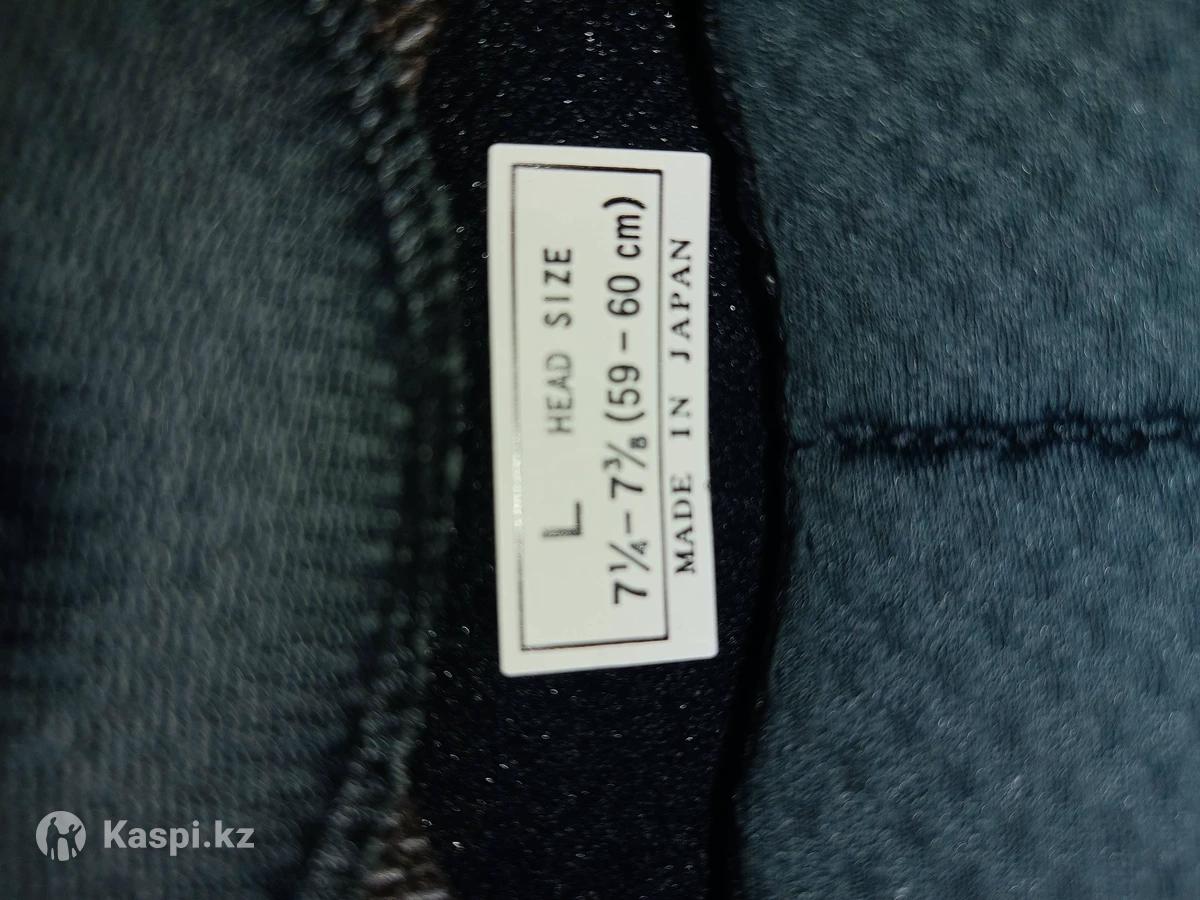 L HEAD SIZE
7¼–7⅜ (59–60 cm)
MADE IN JAPAN
Kaspi.kz